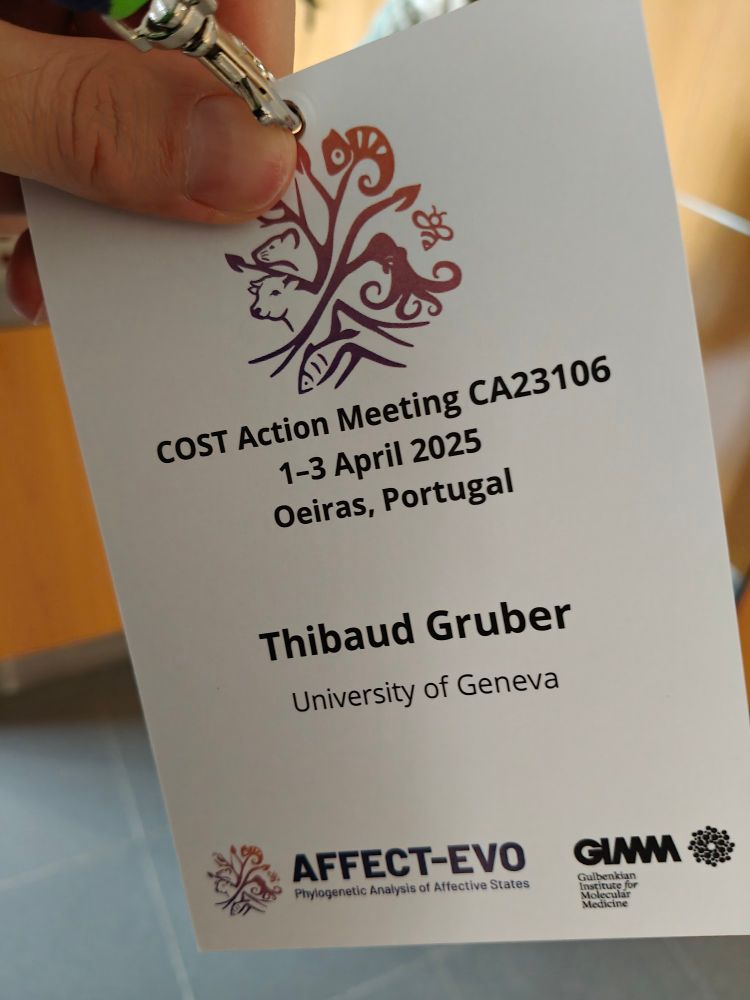 COST Action Meeting CA23106
1–3 April 2025
Oeiras, Portugal
Thibaud Gruber
University of Geneva
AFFECT-EVO
Phylogenetic Analysis of Affective States
GIMM
Gulbenkian
Institute for
Molecular
Medicine